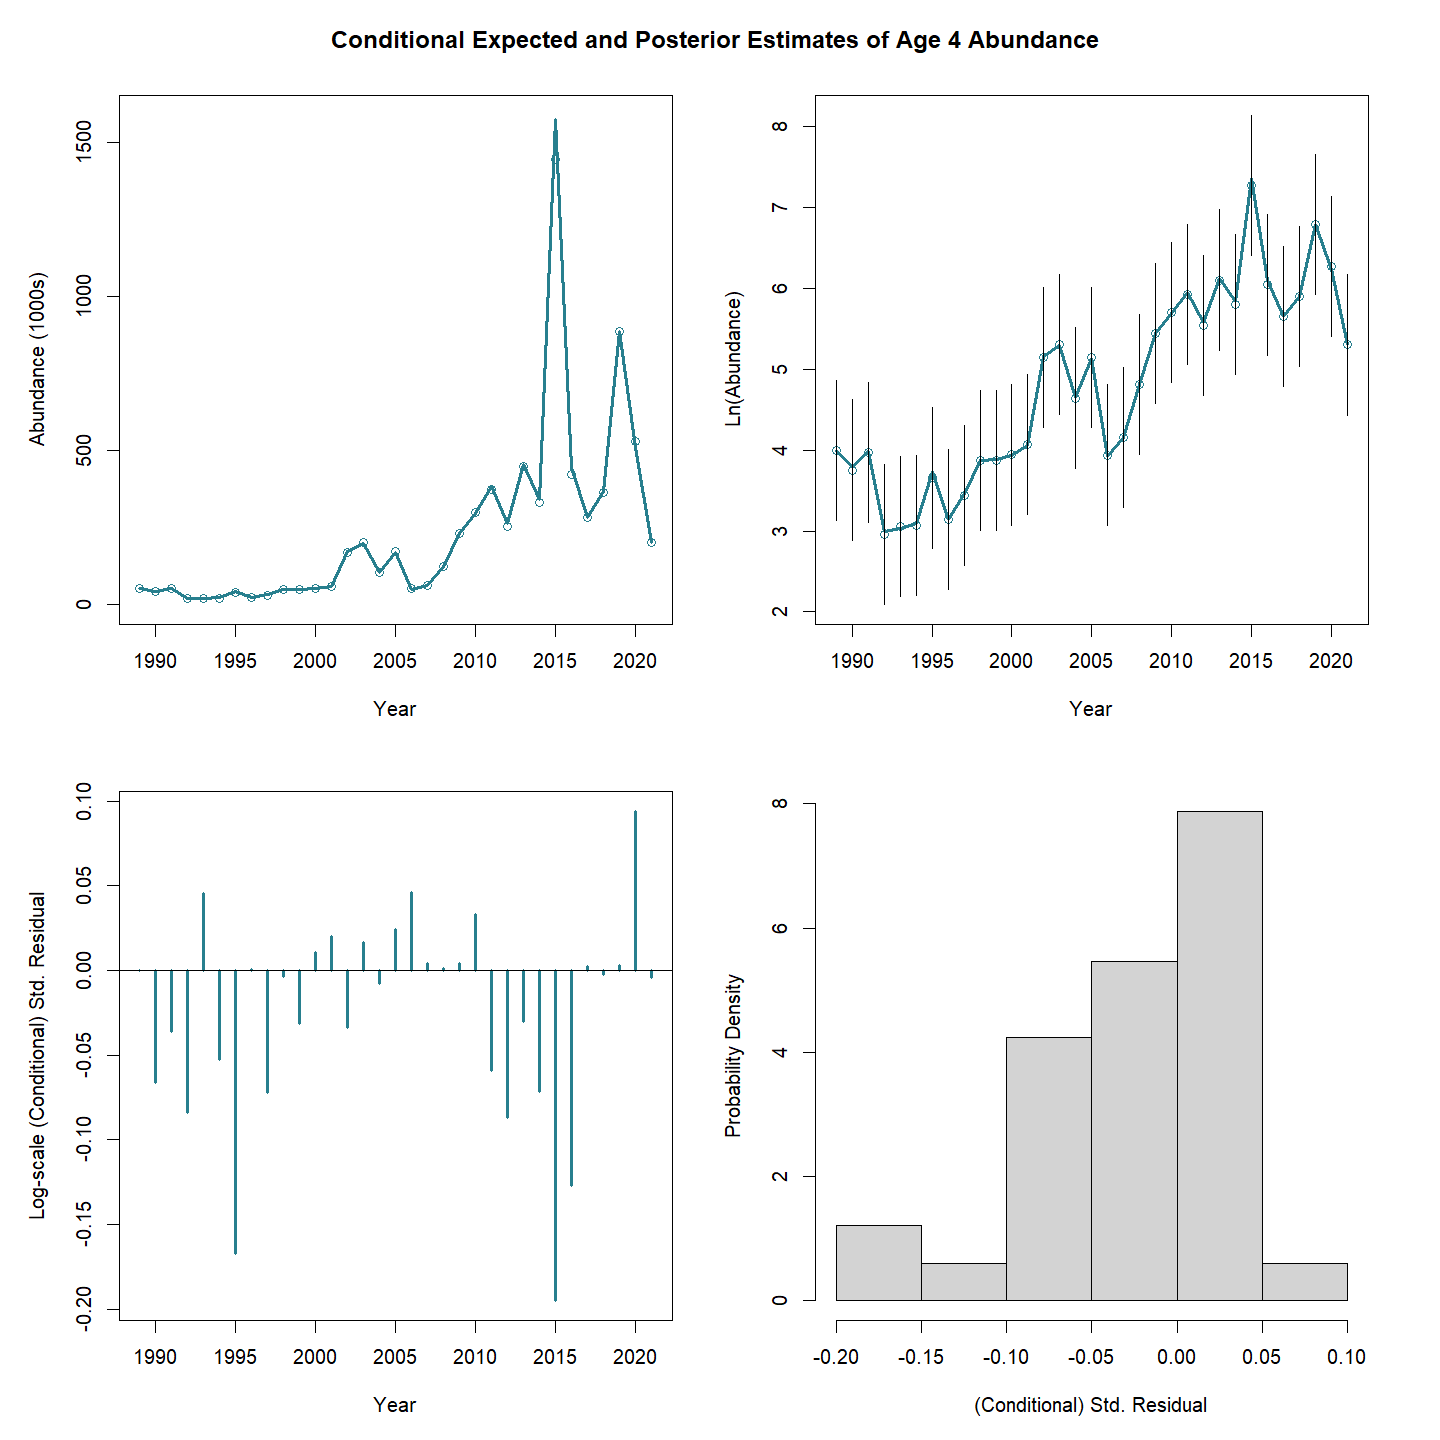 Conditional Expected and Posterior Estimates of Age 4 Abundance
Abundance (1000s)
1500
1000
500
0
1990 1995 2000 2005 2010 2015 2020
Year
Ln(Abundance)
8
7
6
5
4
3
2
1990 1995 2000 2005 2010 2015 2020
Year
Log-scale (Conditional) Std. Residual
0.10
0.05
0.00
-0.05
-0.10
-0.15
-0.20
1990 1995 2000 2005 2010 2015 2020
Year
Probability Density
8
6
4
2
0
-0.20 -0.15 -0.10 -0.05 0.00 0.05 0.10
(Conditional) Std. Residual